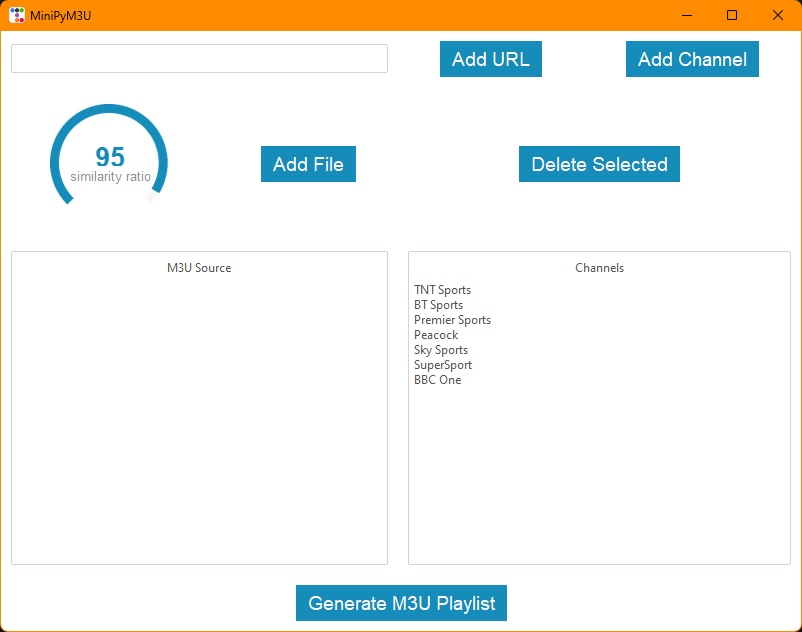 MiniPyM3U
Add URL
Add Channel
95
similarity ratio
Add File
Delete Selected
M3U Source
Channels
TNT Sports
BT Sports
Premier Sports
Peacock
Sky Sports
SuperSport
BBC One
Generate M3U Playlist